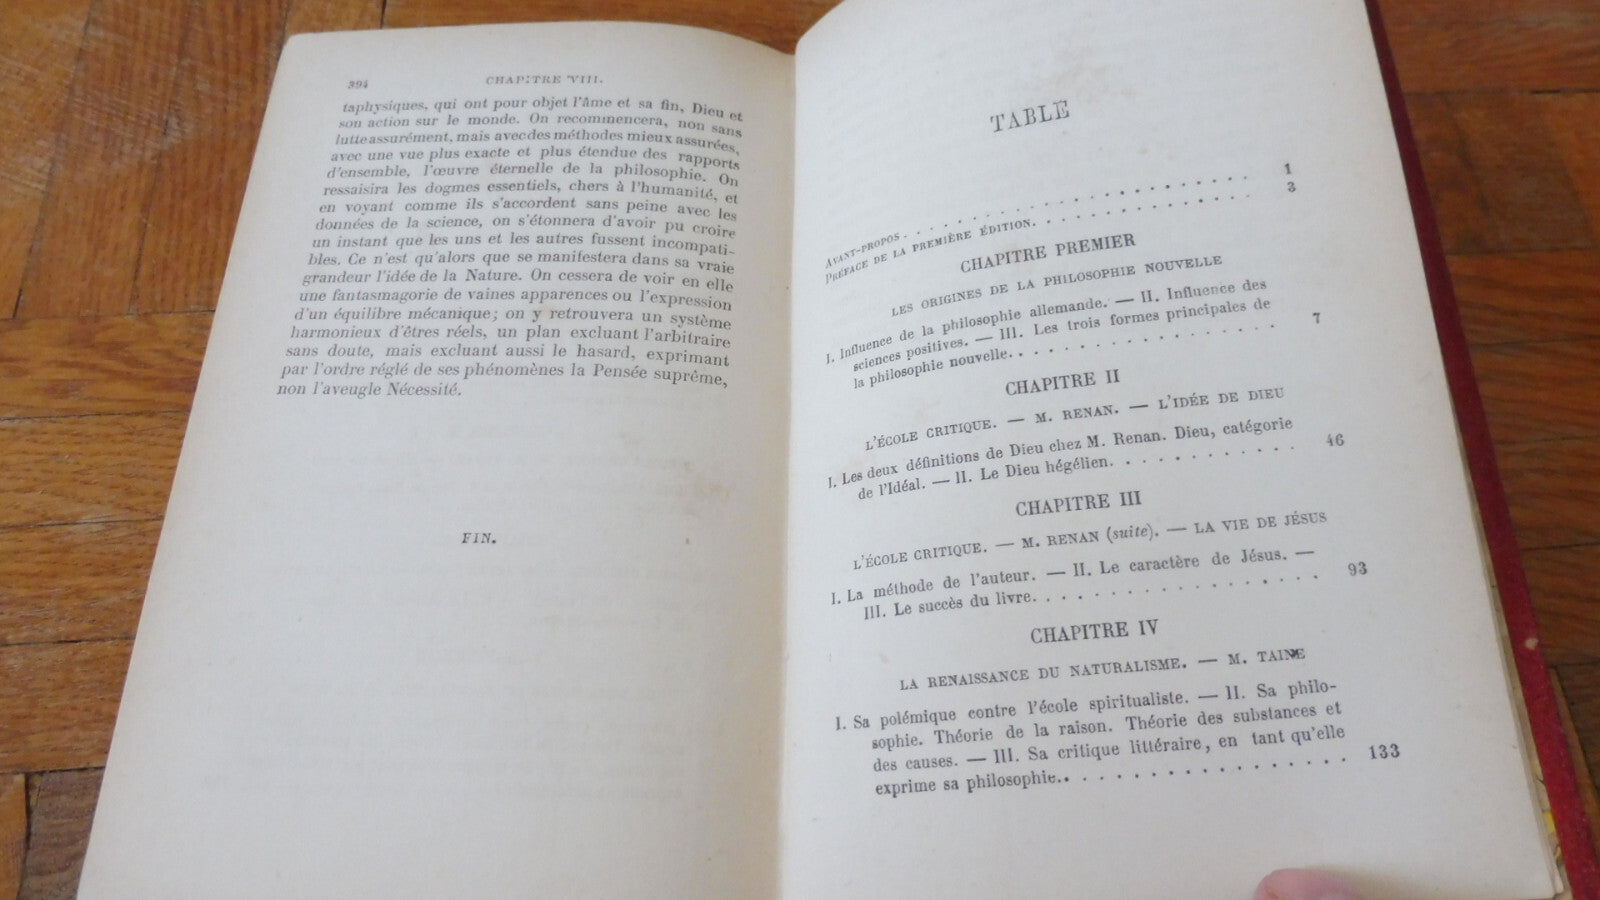 394 CHAPITRE VIII.
taphysiques, qui ont pour objet l'âme et sa fin, Dieu et
son action sur le monde. On recommencera, non sans
lutte assurément, mais avec des méthodes mieux assurées,
avec une vue plus exacte et plus étendue des rapports
d'ensemble, l'œuvre éternelle de la philosophie. On
ressaisira les dogmes essentiels, chers à l'humanité, et
en voyant comme ils s'accordent sans peine avec les
données de la science, on s'étonnera d'avoir pu croire
un instant que les uns et les autres fussent incompati-
bles. Ce n'est qu'alors que se manifestera dans sa vraie
grandeur l'idée de la Nature. On cessera de voir en elle
une fantasmagorie de vaines apparences ou l'expression
d'un équilibre mécanique; on y retrouvera un système
harmonieux d'êtres réels, un plan excluant l'arbitraire
sans doute, mais excluant aussi le hasard, exprimant
par l'ordre réglé de ses phénomènes la Pensée suprême,
non l'aveugle Nécessité.
FIN.
TABLE
AVANT-PROPOS. . . . . . . . . . . . . . . . . . . . 1
PRÉFACE DE LA PREMIÈRE ÉDITION. . . . . . . . . . . . . 3
CHAPITRE PREMIER
LES ORIGINES DE LA PHILOSOPHIE NOUVELLE
I. Influence de la philosophie allemande. — II. Influence des
sciences positives. — III. Les trois formes principales de
la philosophie nouvelle. . . . . . . . . . . . . . . 7
CHAPITRE II
L'ÉCOLE CRITIQUE. — M. RENAN. — L'IDÉE DE DIEU
I. Les deux définitions de Dieu chez M. Renan. Dieu, catégorie
de l'Idéal. — II. Le Dieu hégélien. . . . . . . . . . . 46
CHAPITRE III
L'ÉCOLE CRITIQUE. — M. RENAN (suite). — LA VIE DE JÉSUS
I. La méthode de l'auteur. — II. Le caractère de Jésus. —
III. Le succès du livre. . . . . . . . . . . . . . . . 93
CHAPITRE IV
LA RENAISSANCE DU NATURALISME. — M. TAINE
I. Sa polémique contre l'école spiritualiste. — II. Sa philo-
sophie. Théorie de la raison. Théorie des substances et
des causes. — III. Sa critique littéraire, en tant qu'elle
exprime sa philosophie. . . . . . . . . . . . . . . . 133